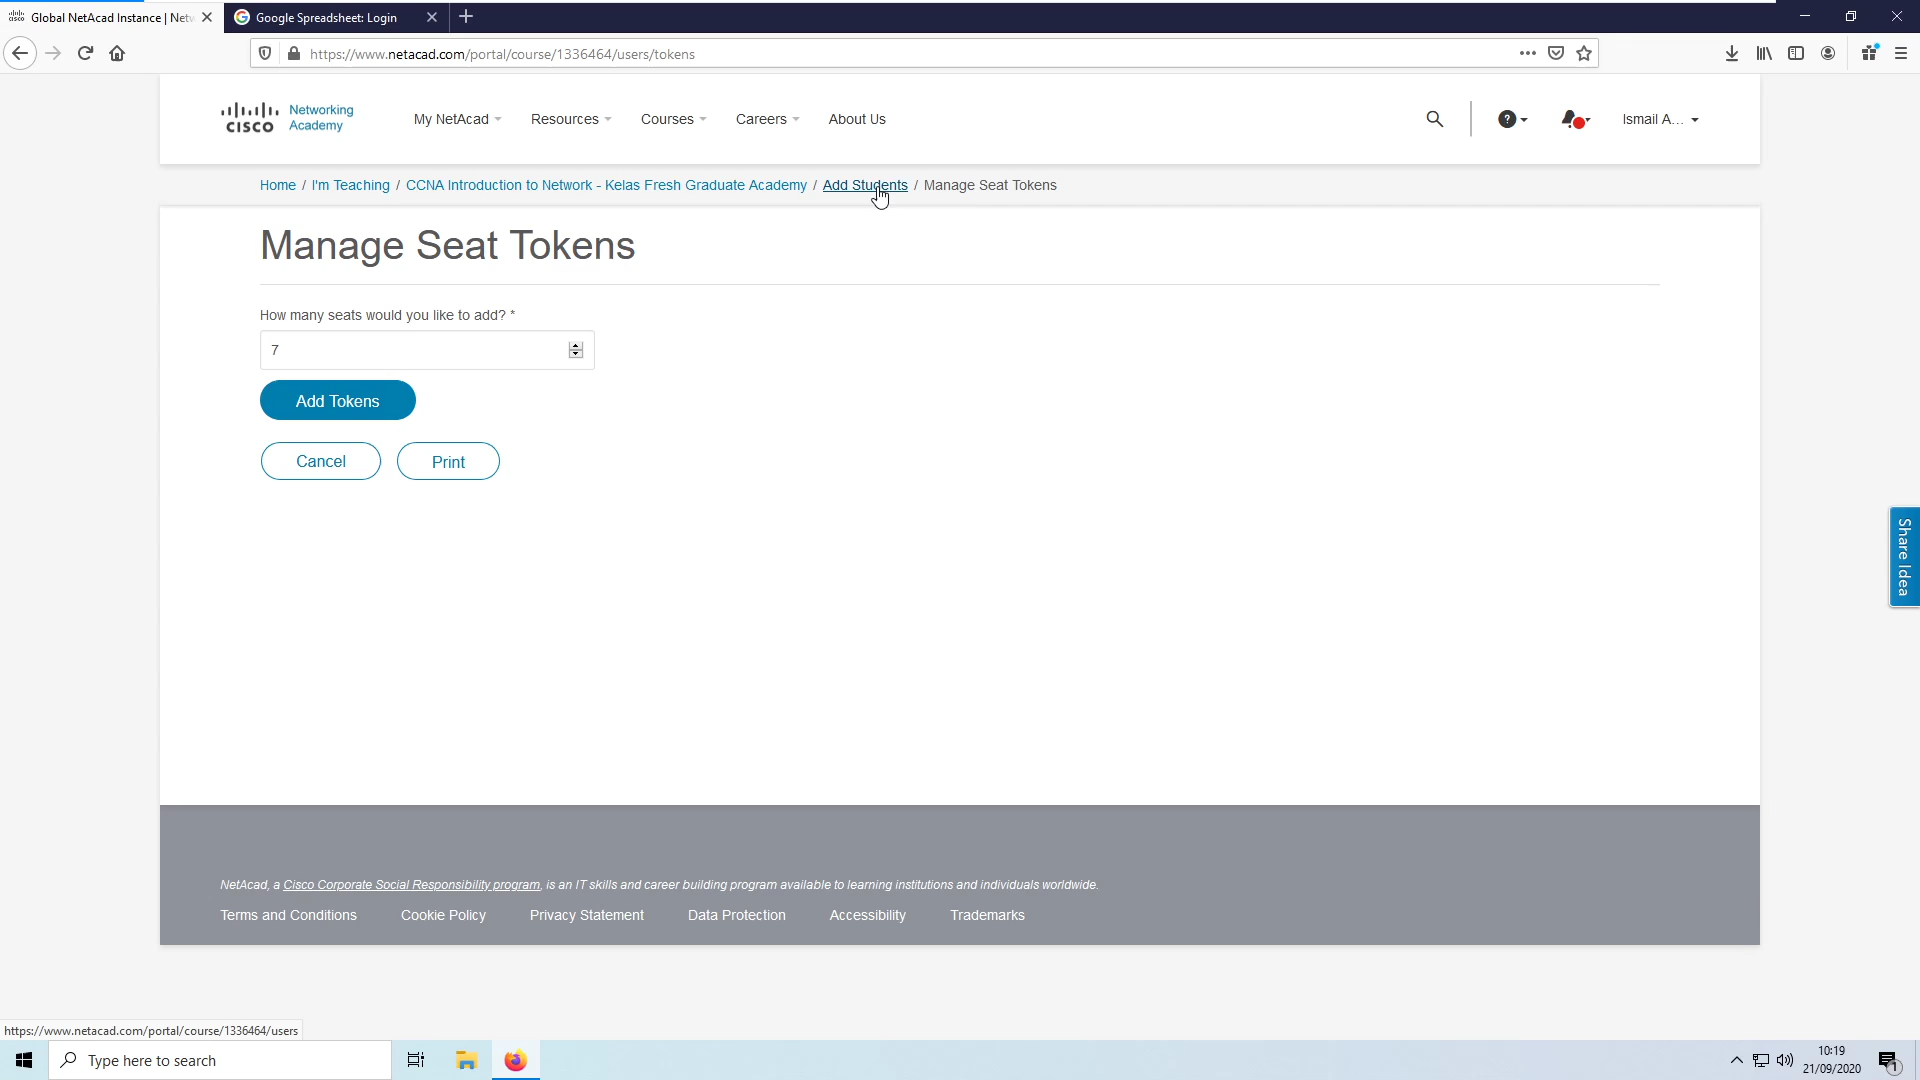 Global NetAcad Instance | Netw
Google Spreadsheet: Login
https://www.netacad.com/portal/course/1336464/users/tokens
CISCO
Networking
Academy
My NetAcad
Resources
Courses
Careers
About Us
Ismail A...
Home / I'm Teaching / CCNA Introduction to Network - Kelas Fresh Graduate Academy / Add Students / Manage Seat Tokens
Manage Seat Tokens
How many seats would you like to add? *
7
Add Tokens
Cancel
Print
Share Idea
NetAcad, a Cisco Corporate Social Responsibility program, is an IT skills and career building program available to learning institutions and individuals worldwide.
Terms and Conditions
Cookie Policy
Privacy Statement
Data Protection
Accessibility
Trademarks
https://www.netacad.com/portal/course/1336464/users
Type here to search
10:19
21/09/2020
1